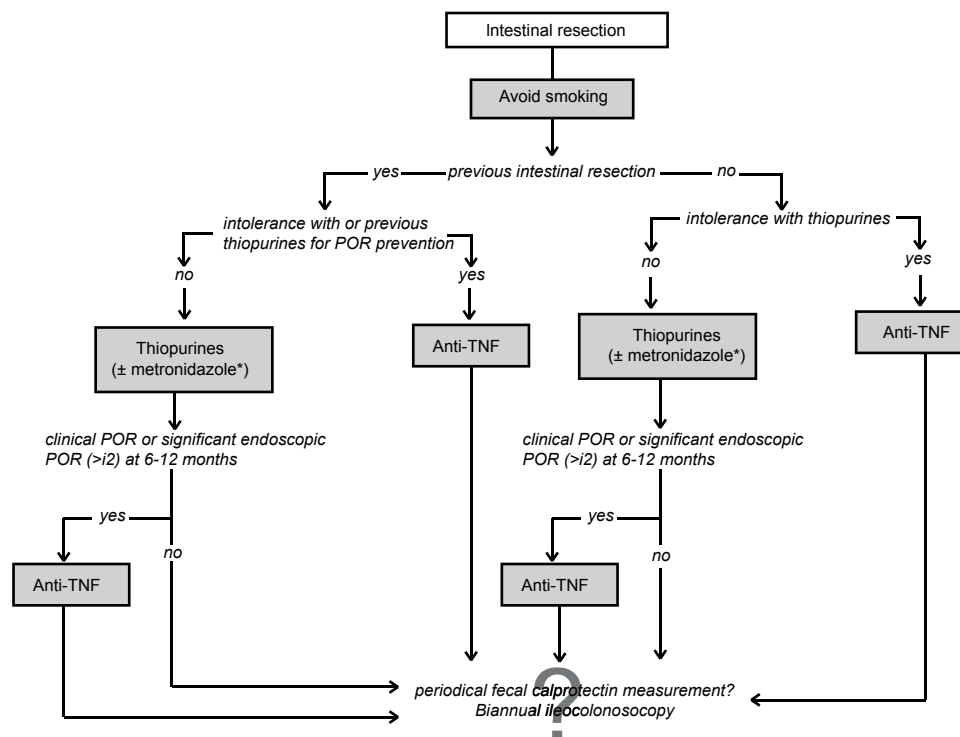 Intestinal resection
Avoid smoking
yes
previous intestinal resection
no
intolerance with or previous
thiopurines for POR prevention
intolerance with thiopurines
no
yes
no
yes
Thiopurines
(± metronidazole*)
Anti-TNF
Thiopurines
(± metronidazole*)
Anti-TNF
clinical POR or significant endoscopic
POR (>i2) at 6-12 months
clinical POR or significant endoscopic
POR (>i2) at 6-12 months
yes
no
yes
no
Anti-TNF
Anti-TNF
?
periodical fecal calprotectin measurement?
Biannual ileocolonosocopy